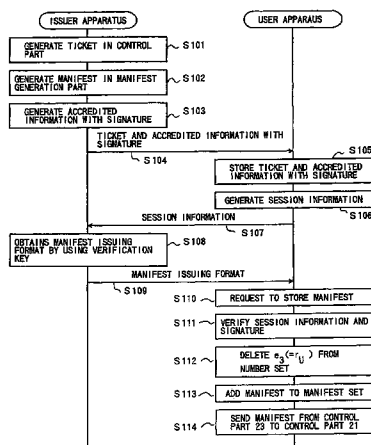 ISSUER APPARATUS
USER APPARAUS
GENERATE TICKET IN CONTROL
PART
S101
GENERATE MANIFEST IN MANIFEST
GENERATION PART
S102
GENERATE ACCREDITED
INFORMATION WITH SIGNATURE
S103
TICKET AND ACCREDITED INFORMATION WITH
SIGNATURE
S104
S105
STORE TICKET AND ACCREDITED
INFORMATION WITH SIGNATURE
GENERATE SESSION INFORMATION
S106
SESSION INFORMATION
S107
OBTAINS MANIFEST ISSUING
FORMAT BY USING VERIFICATION
KEY
S108
MANIFEST ISSUING FORMAT
S109
S110
REQUEST TO STORE MANIFEST
S111
VERIFY SESSION INFORMATION AND
SIGNATURE
S112
DELETE e3(=rU) FROM
NUMBER SET
S113
ADD MANIFEST TO MANIFEST SET
S114
SEND MANIFEST FROM CONTROL
PART 23 TO CONTROL PART 21